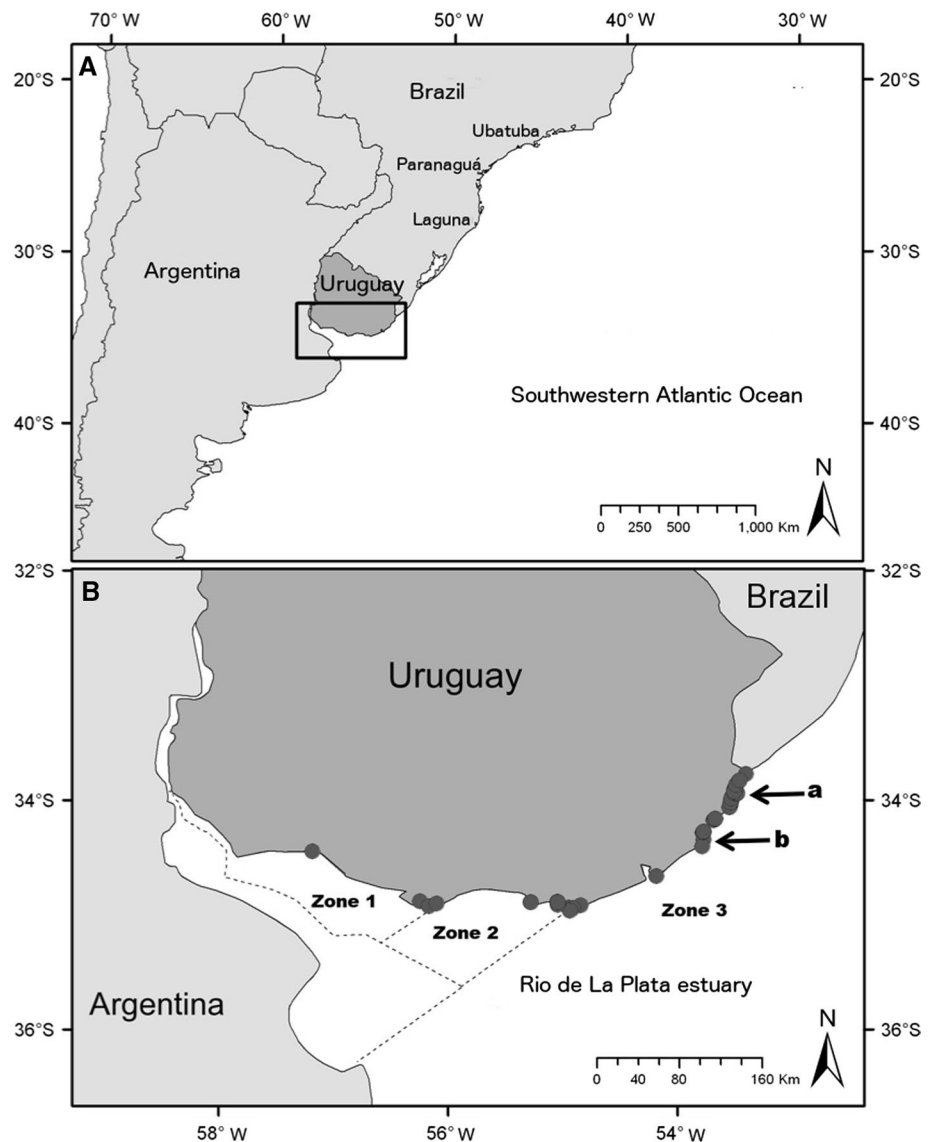 70° W 60° W 50° W 40° W 30° W
A
20°S 20°S
Brazil
Ubatuba
Paranaguá
Laguna
30°S 30°S
Argentina
Uruguay
Southwestern Atlantic Ocean
40°S 40°S
N
0 250 500 1,000 Km
32°S 32°S
B
Brazil
Uruguay
34°S 34°S
a
b
Zone 1
Zone 2
Zone 3
Rio de La Plata estuary
Argentina
36°S 36°S
N
0 40 80 160 Km
58° W 56° W 54° W